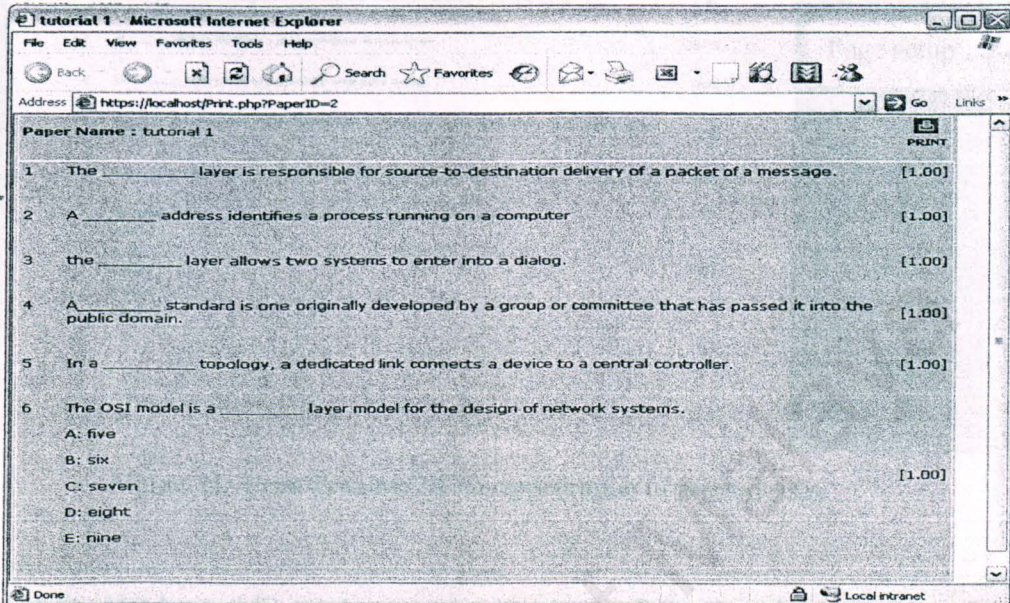 tutorial 1 - Microsoft Internet Explorer
File Edit View Favorites Tools Help
Back Search Favorites
Address https://localhost/Print.php?PaperID=2 Go Links »
Paper Name : tutorial 1 PRINT
1 The __________ layer is responsible for source-to-destination delivery of a packet of a message. [1.00]
2 A ________ address identifies a process running on a computer [1.00]
3 the _________ layer allows two systems to enter into a dialog. [1.00]
4 A_________ standard is one originally developed by a group or committee that has passed it into the
public domain. [1.00]
5 In a __________ topology, a dedicated link connects a device to a central controller. [1.00]
6 The OSI model is a _________ layer model for the design of network systems.
A: five
B: six
C: seven [1.00]
D: eight
E: nine
Done Local intranet